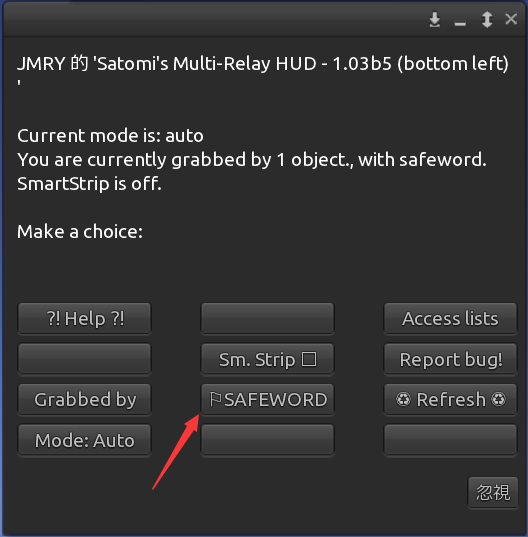 JMRY 的 'Satomi's Multi-Relay HUD - 1.03b5 (bottom left)
'
Current mode is: auto
You are currently grabbed by 1 object., with safeword.
SmartStrip is off.
Make a choice:
?! Help ?!
Access lists
Sm. Strip ☐
Report bug!
Grabbed by
⚐SAFEWORD
♻ Refresh ♻
Mode: Auto
忽視